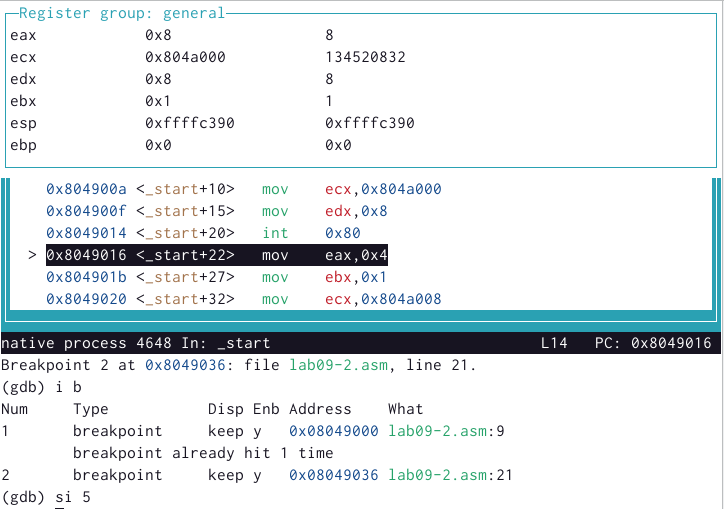 Register group: general
eax 0x8 8
ecx 0x804a000 134520832
edx 0x8 8
ebx 0x1 1
esp 0xffffc390 0xffffc390
ebp 0x0 0x0
0x804900a <_start+10> mov ecx,0x804a000
0x804900f <_start+15> mov edx,0x8
0x8049014 <_start+20> int 0x80
> 0x8049016 <_start+22> mov eax,0x4
0x804901b <_start+27> mov ebx,0x1
0x8049020 <_start+32> mov ecx,0x804a008
native process 4648 In: _start L14 PC: 0x8049016
Breakpoint 2 at 0x8049036: file lab09-2.asm, line 21.
(gdb) i b
Num Type Disp Enb Address What
1 breakpoint keep y 0x08049000 lab09-2.asm:9
breakpoint already hit 1 time
2 breakpoint keep y 0x08049036 lab09-2.asm:21
(gdb) si 5